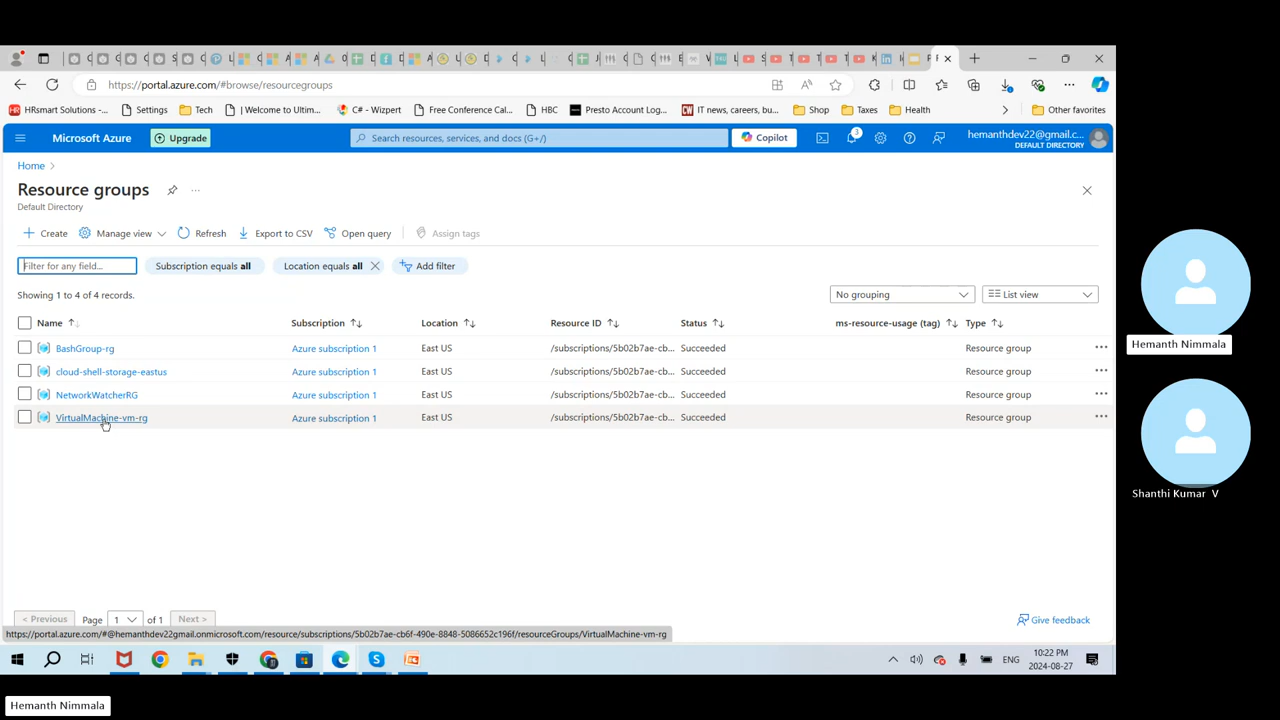 https://portal.azure.com/#browse/resourcegroups
HRsmart Solutions -...
Settings
Tech
| Welcome to Ultim...
C# - Wizpert
Free Conference Cal...
HBC
Presto Account Log...
IT news, careers, bu...
Shop
Taxes
Health
Other favorites
Microsoft Azure
Upgrade
Search resources, services, and docs (G+/)
Copilot
3
hemanthdev22@gmail.c...
DEFAULT DIRECTORY
Home
Resource groups
Default Directory
Create
Manage view
Refresh
Export to CSV
Open query
Assign tags
Filter for any field...
Subscription equals all
Location equals all
Add filter
Showing 1 to 4 of 4 records.
No grouping
List view
Name Subscription Location Resource ID Status ms-resource-usage (tag) Type
BashGroup-rg Azure subscription 1 East US /subscriptions/5b02b7ae-cb... Succeeded Resource group
cloud-shell-storage-eastus Azure subscription 1 East US /subscriptions/5b02b7ae-cb... Succeeded Resource group
NetworkWatcherRG Azure subscription 1 East US /subscriptions/5b02b7ae-cb... Succeeded Resource group
VirtualMachine-vm-rg Azure subscription 1 East US /subscriptions/5b02b7ae-cb... Succeeded Resource group
< Previous Page 1 of 1 Next >
Give feedback
https://portal.azure.com/#@hemanthdev22gmail.onmicrosoft.com/resource/subscriptions/5b02b7ae-cb6f-490e-8848-5086652c196f/resourceGroups/VirtualMachine-vm-rg
ENG
10:22 PM
2024-08-27
Hemanth Nimmala
Shanthi Kumar V
Hemanth Nimmala